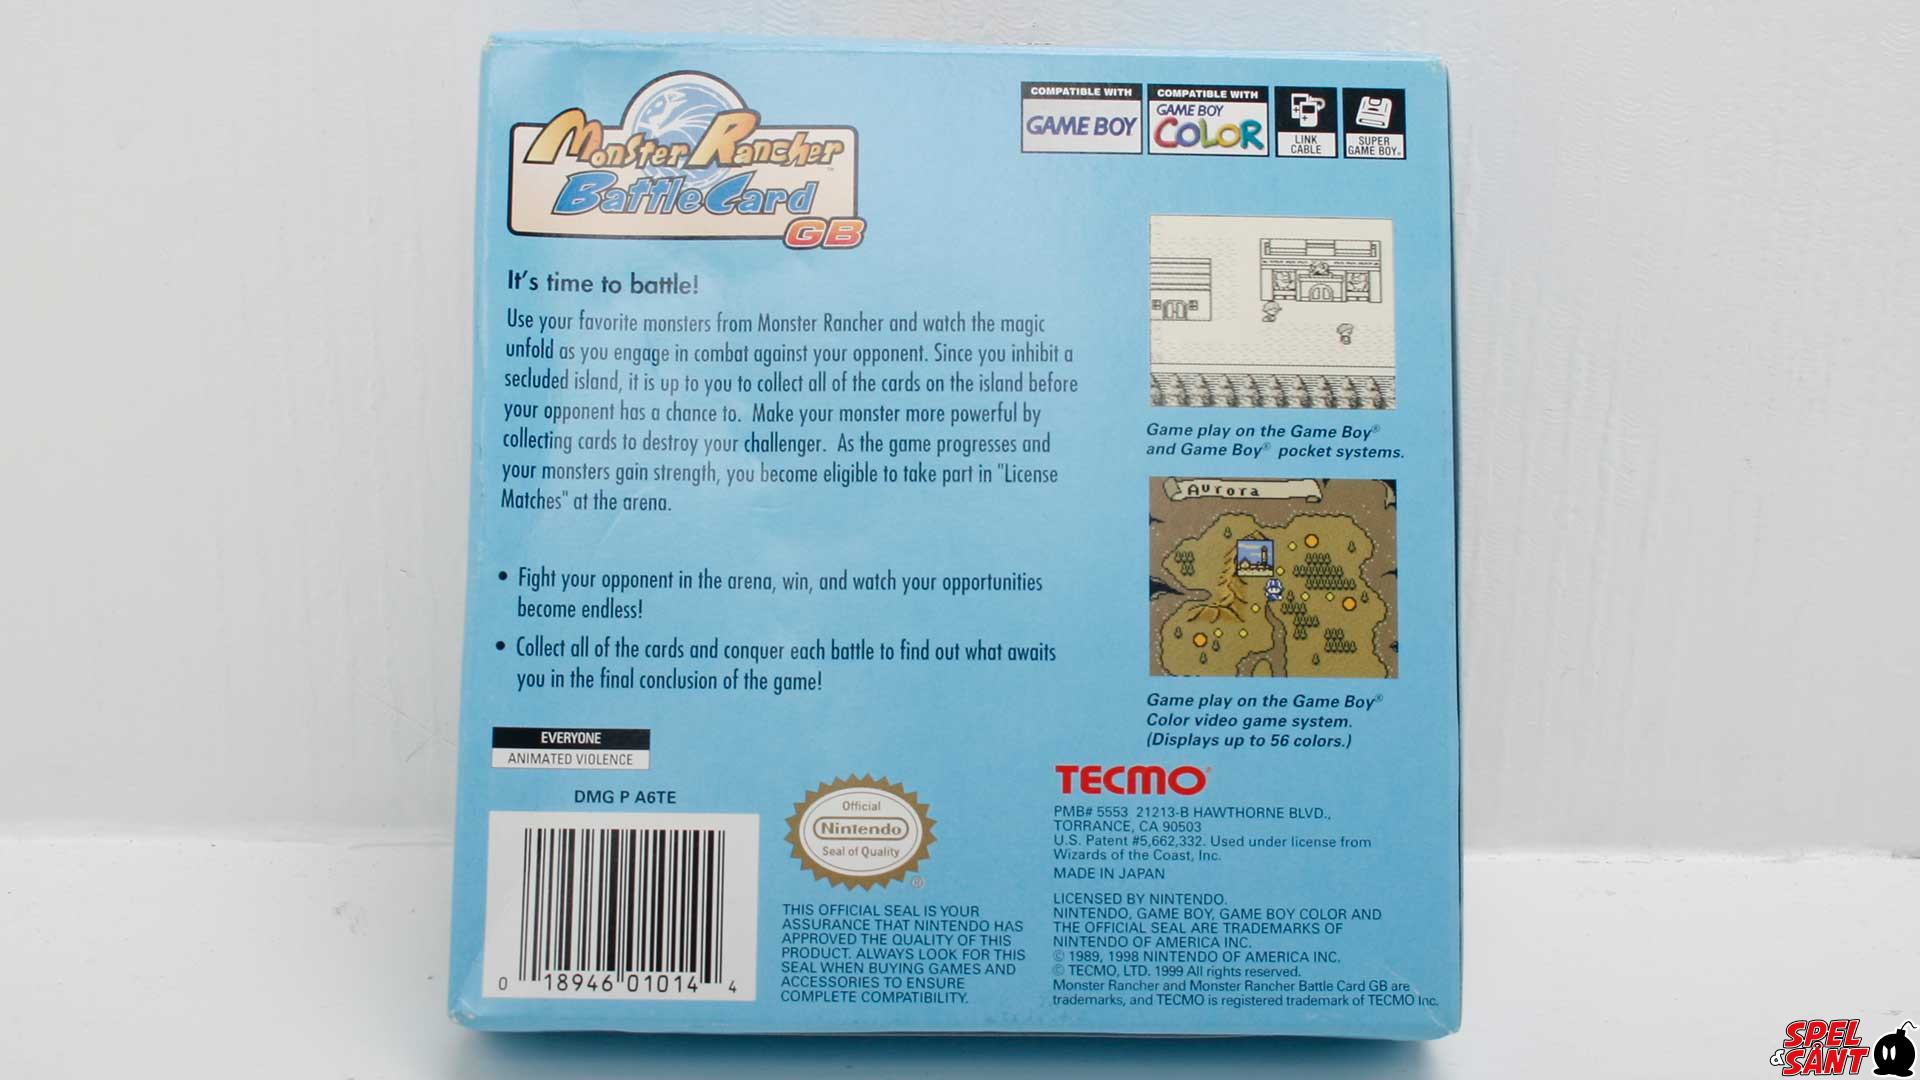 Monster Rancher™
Battle Card
GB
COMPATIBLE WITH
GAME BOY
COMPATIBLE WITH
GAME BOY
COLOR
LINK
CABLE
SUPER
GAME BOY®
It's time to battle!
Use your favorite monsters from Monster Rancher and watch the magic
unfold as you engage in combat against your opponent. Since you inhibit a
secluded island, it is up to you to collect all of the cards on the island before
your opponent has a chance to. Make your monster more powerful by
collecting cards to destroy your challenger. As the game progresses and
your monsters gain strength, you become eligible to take part in "License
Matches" at the arena.
• Fight your opponent in the arena, win, and watch your opportunities
become endless!
• Collect all of the cards and conquer each battle to find out what awaits
you in the final conclusion of the game!
Game play on the Game Boy®
and Game Boy® pocket systems.
Aurora
Game play on the Game Boy®
Color video game system.
(Displays up to 56 colors.)
EVERYONE
ANIMATED VIOLENCE
DMG P A6TE
0 18946 01014 4
Official
Nintendo
Seal of Quality
®
THIS OFFICIAL SEAL IS YOUR
ASSURANCE THAT NINTENDO HAS
APPROVED THE QUALITY OF THIS
PRODUCT. ALWAYS LOOK FOR THIS
SEAL WHEN BUYING GAMES AND
ACCESSORIES TO ENSURE
COMPLETE COMPATIBILITY.
TECMO®
PMB# 5553 21213-B HAWTHORNE BLVD.,
TORRANCE, CA 90503
U.S. Patent #5,662,332. Used under license from
Wizards of the Coast, Inc.
MADE IN JAPAN
LICENSED BY NINTENDO.
NINTENDO, GAME BOY, GAME BOY COLOR AND
THE OFFICIAL SEAL ARE TRADEMARKS OF
NINTENDO OF AMERICA INC.
© 1989, 1998 NINTENDO OF AMERICA INC.
© TECMO, LTD. 1999 All rights reserved.
Monster Rancher and Monster Rancher Battle Card GB are
trademarks, and TECMO is registered trademark of TECMO Inc.
SPEL
& SÅNT